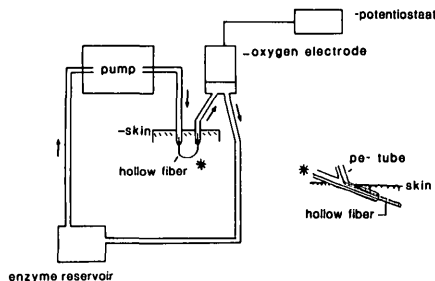 -potentiostaat
-oxygen electrode
pump
-skin
hollow fiber
*
pe- tube
*
skin
hollow fiber
enzyme reservoir